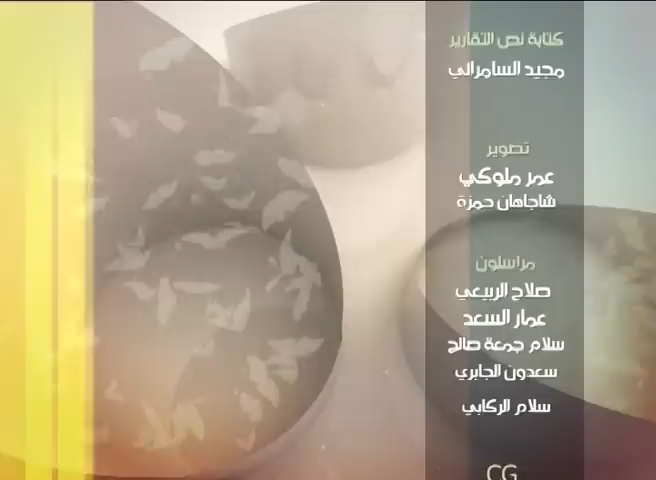 كتابة نص التقارير
مجيد السامرائي
تصوير
عمر ملوكي
شاجاهان حمزة
مراسلون
صلاح الربيعي
عمار السعد
سلام جمعة صالح
سعدون الجابري
سلام الركابي
CG